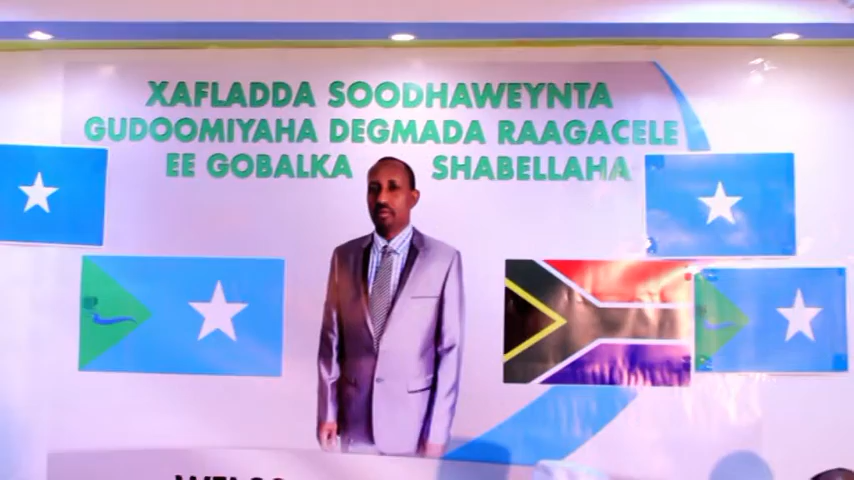 XAFLADDA SOODHAWEYNTA
GUDOOMIYAHA DEGMADA RAAGACELE
EE GOBALKA SHABELLAHA